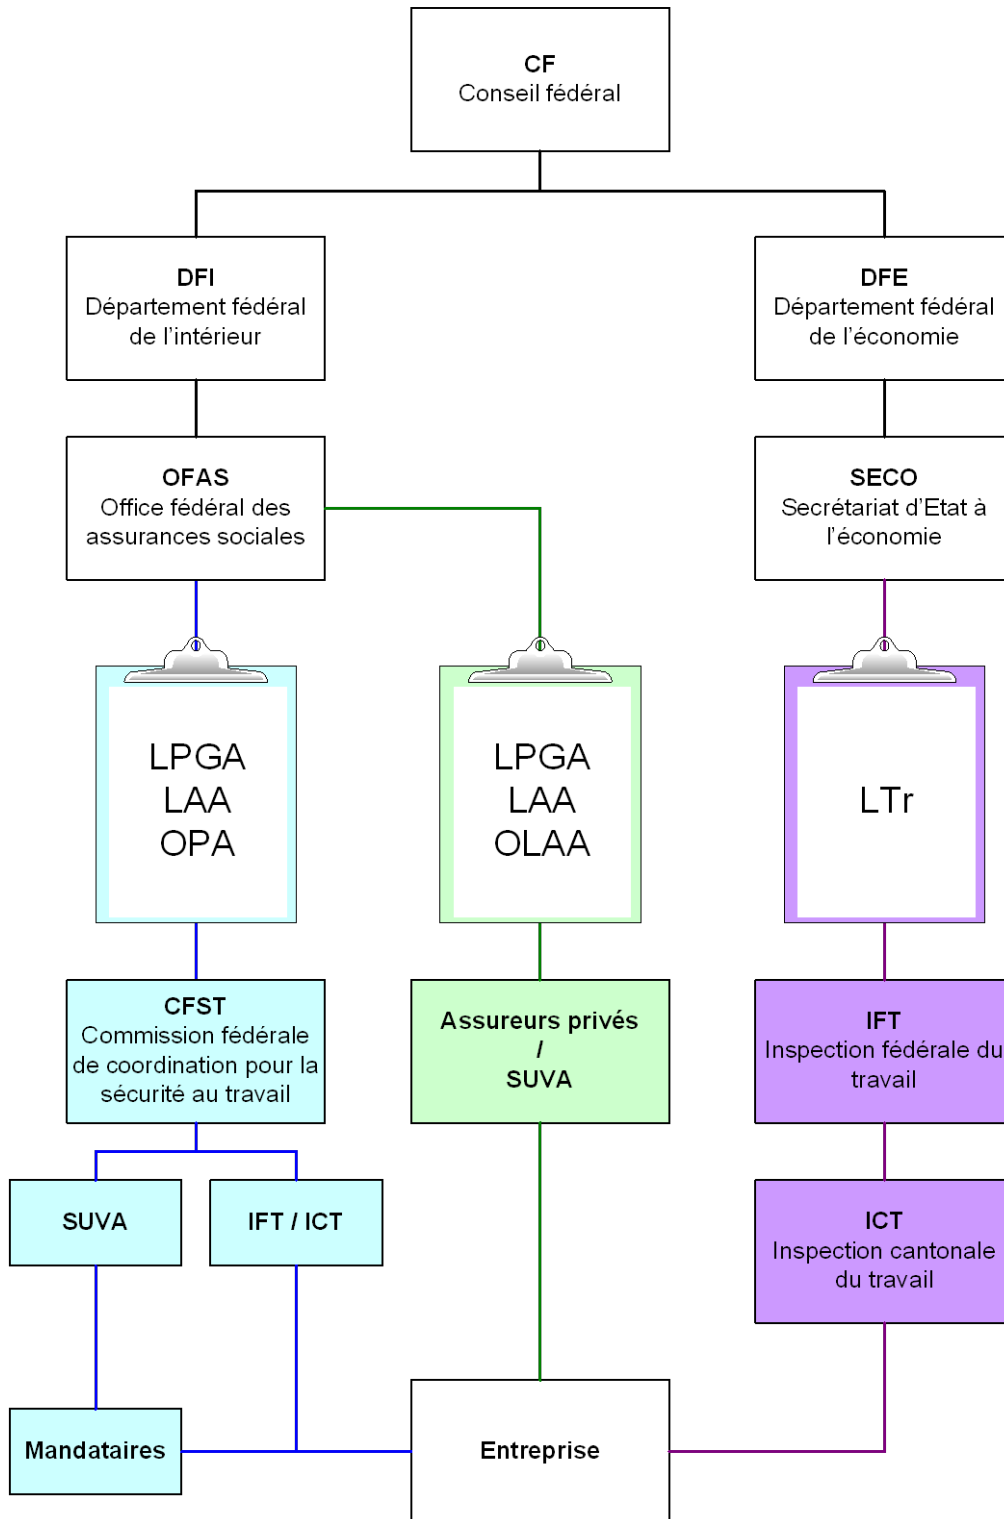 CF
Conseil fédéral
DFI
Département fédéral
de l’intérieur
DFE
Département fédéral
de l’économie
OFAS
Office fédéral des
assurances sociales
SECO
Secrétariat d’Etat à
l’économie
LPGA
LAA
OPA
LPGA
LAA
OLAA
LTr
CFST
Commission fédérale
de coordination pour la
sécurité au travail
Assureurs privés
/
SUVA
IFT
Inspection fédérale du
travail
SUVA
IFT / ICT
ICT
Inspection cantonale
du travail
Mandataires
Entreprise